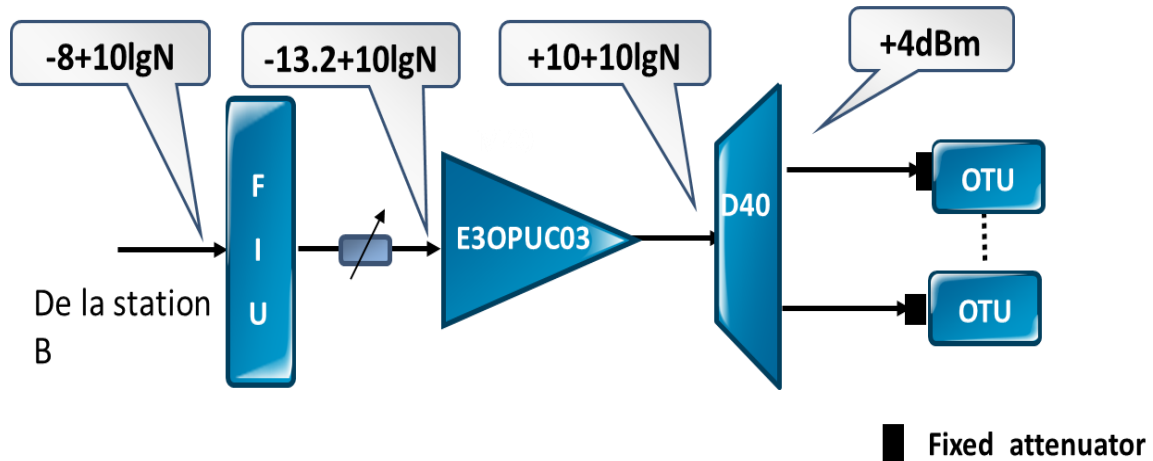 -8+10lgN
-13.2+10lgN
+10+10lgN
+4dBm
F
I
U
E3OPUC03
D40
OTU
OTU
De la station
B
Fixed attenuator